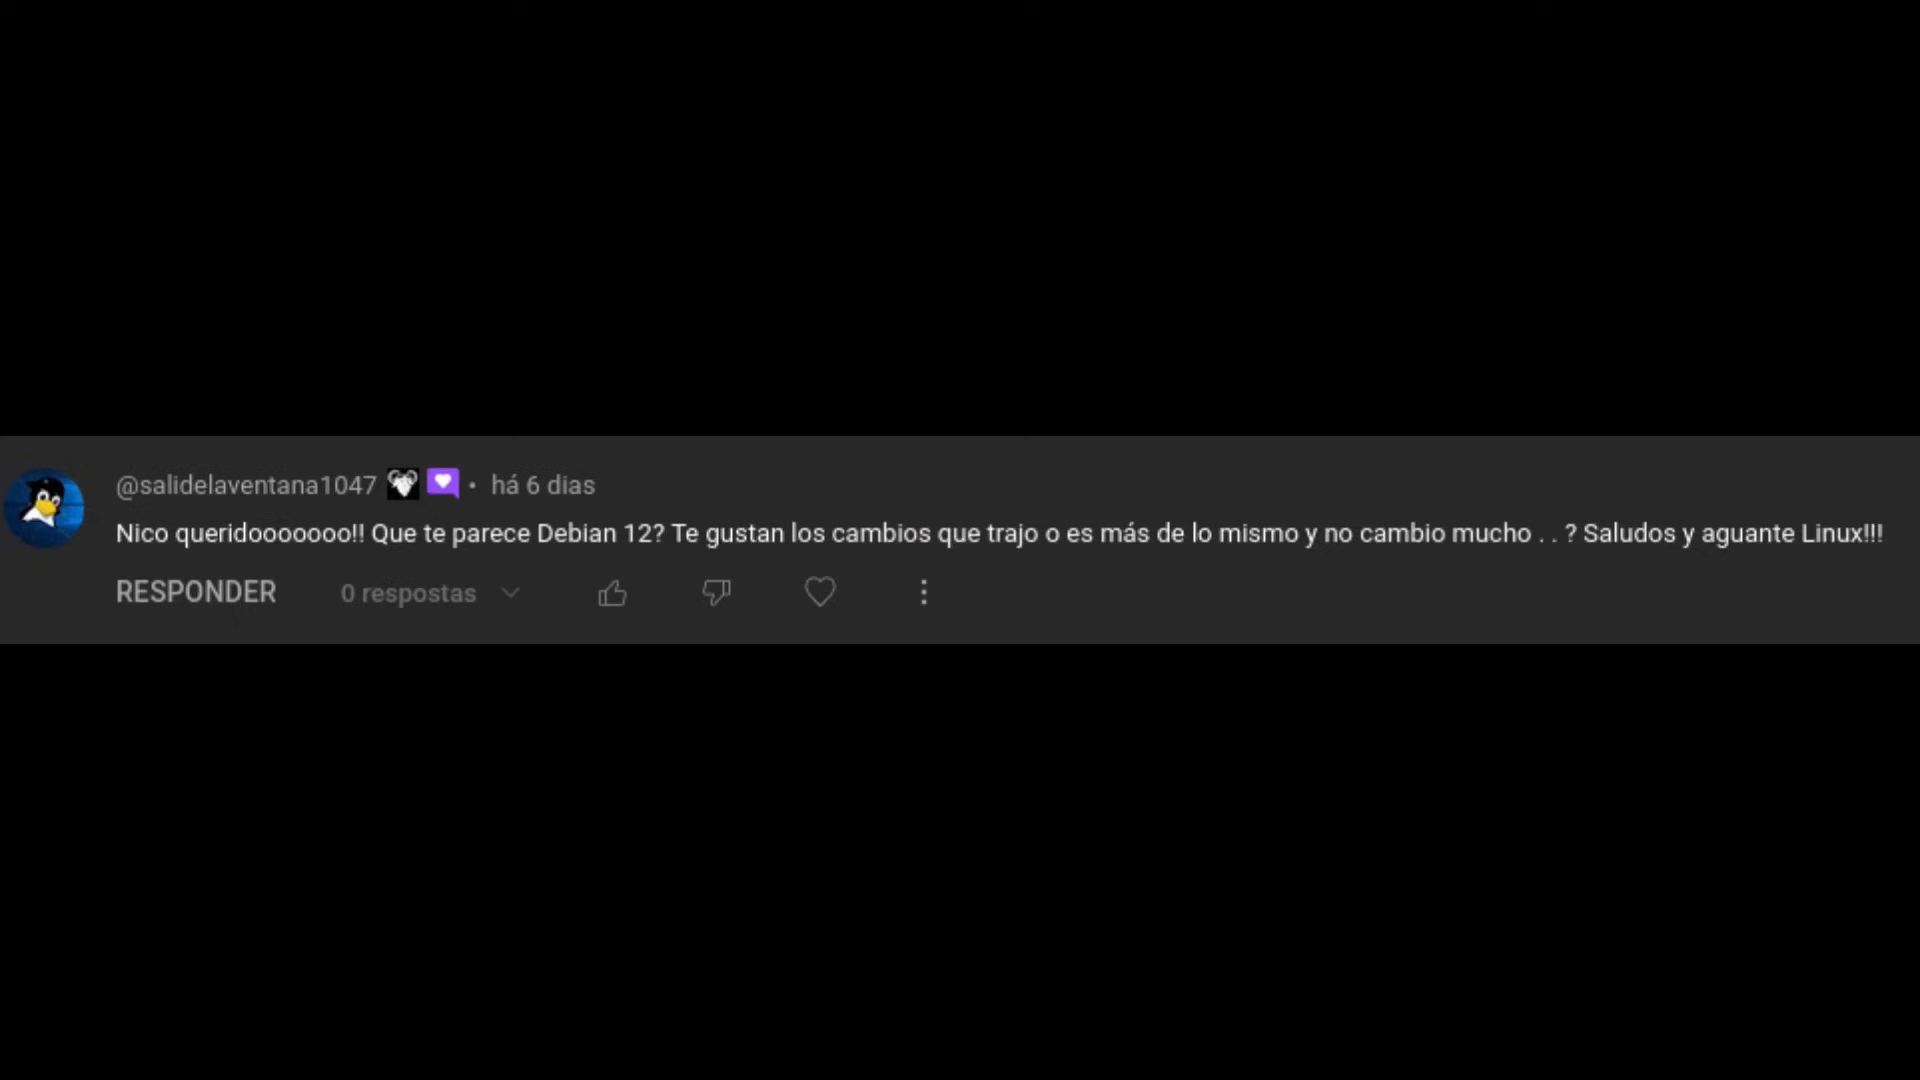 @salidelaventana1047 • há 6 dias
Nico queridooooooo!! Que te parece Debian 12? Te gustan los cambios que trajo o es más de lo mismo y no cambio mucho . . ? Saludos y aguante Linux!!!
RESPONDER 0 respostas